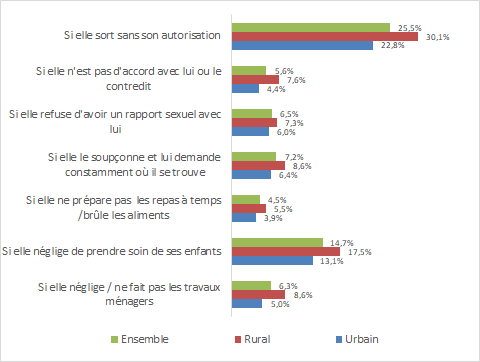 Si elle sort sans son autorisation
25,5%
30,1%
22,8%
Si elle n'est pas d'accord avec lui ou le
contredit
5,6%
7,6%
4,4%
Si elle refuse d'avoir un rapport sexuel avec
lui
6,5%
7,3%
6,0%
Si elle le soupçonne et lui demande
constamment où il se trouve
7,2%
8,6%
6,4%
Si elle ne prépare pas les repas à temps
/brûle les aliments
4,5%
5,5%
3,9%
Si elle néglige de prendre soin de ses enfants
14,7%
17,5%
13,1%
Si elle néglige / ne fait pas les travaux
ménagers
6,3%
8,6%
5,0%
Ensemble
Rural
Urbain